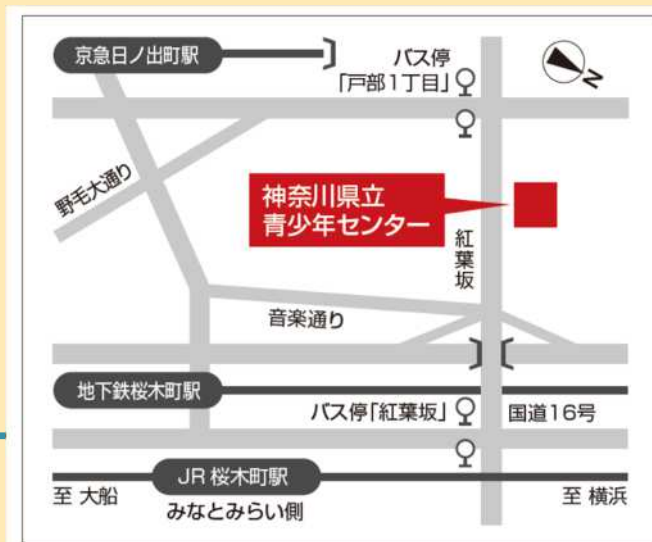 京急日ノ出町駅
バス停
「戸部1丁目」
N
野毛大通り
神奈川県立
青少年センター
紅葉坂
音楽通り
地下鉄桜木町駅
バス停「紅葉坂」
国道16号
JR 桜木町駅
至 大船
みなとみらい側
至 横浜